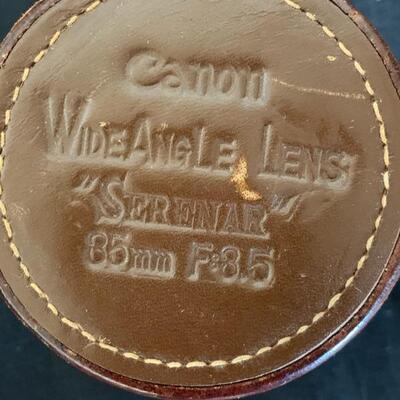 Canon
WIDE ANGLE LENS
"SERENAR"
35mm F:3.5